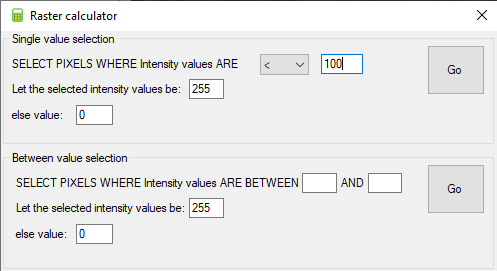 Raster calculator
Single value selection
SELECT PIXELS WHERE Intensity values ARE < 100 Go
Let the selected intensity values be: 255
else value: 0
Between value selection
SELECT PIXELS WHERE Intensity values ARE BETWEEN AND Go
Let the selected intensity values be: 255
else value: 0